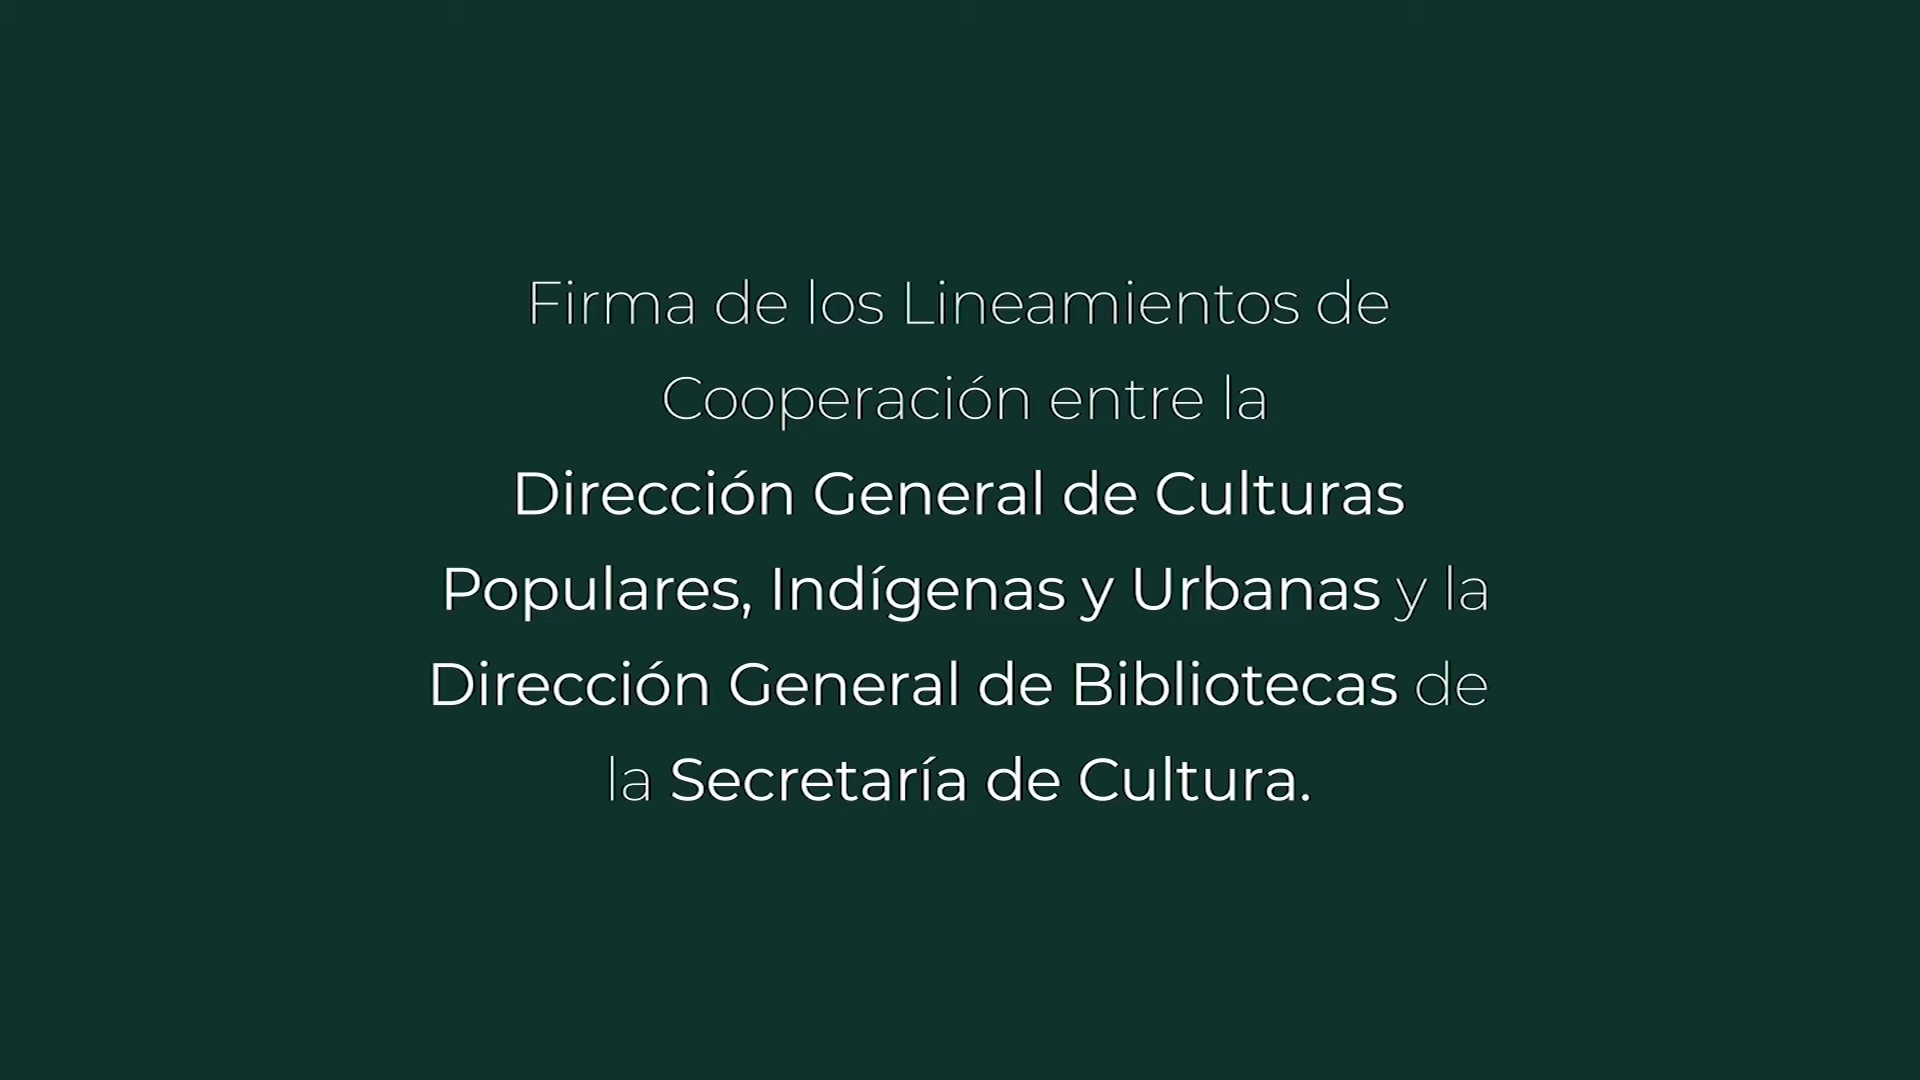 Firma de los Lineamientos de
Cooperación entre la
Dirección General de Culturas
Populares, Indígenas y Urbanas y la
Dirección General de Bibliotecas de
la Secretaría de Cultura.